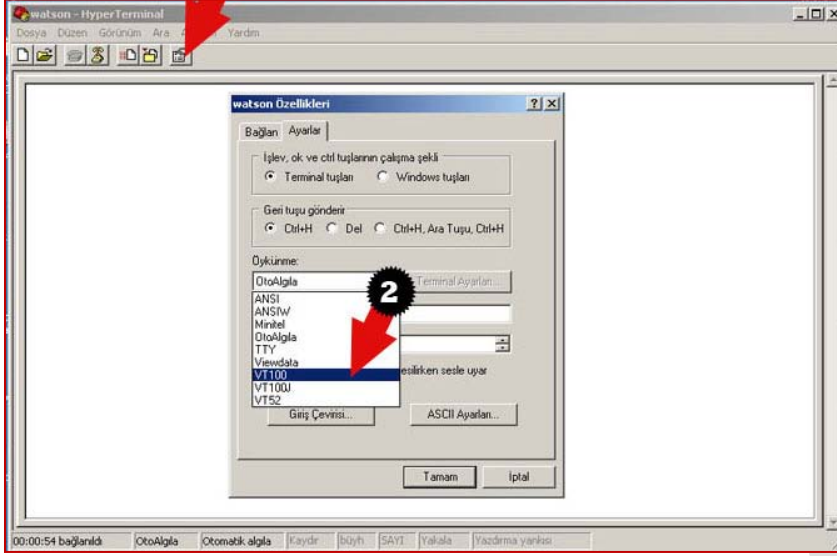 watson - HyperTerminal
Dosya Düzen Görünüm Ara Yardım
watson Özellikleri
Bağlan Ayarlar
İşlev, ok ve ctrl tuşlarının çalışma şekli
Terminal tuşları Windows tuşları
Geri tuşu gönderir
Ctrl+H Del Ctrl+H, Ara Tuşu, Ctrl+H
Öykünme:
OtoAlgıla Terminal Ayarları...
2
ANSI
ANSIW
Minitel
OtoAlgıla
TTY
Viewdata
VT100
esilirken sesle uyar
VT100J
VT52
Giriş Çevirisi... ASCII Ayarları...
Tamam İptal
00:00:54 bağlanıldı OtoAlgıla Otomatik algıla Kaydır büyh SAYI Yakala Yazdırma yankısı